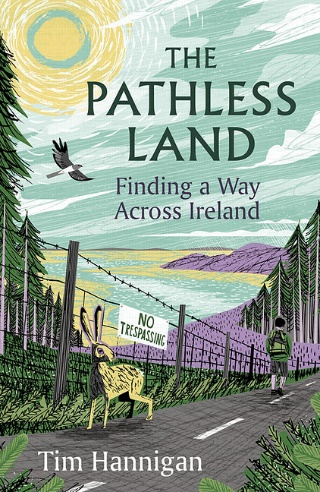 THE
PATHLESS
LAND
Finding a Way
Across Ireland
NO
TRESPASSING
Tim Hannigan